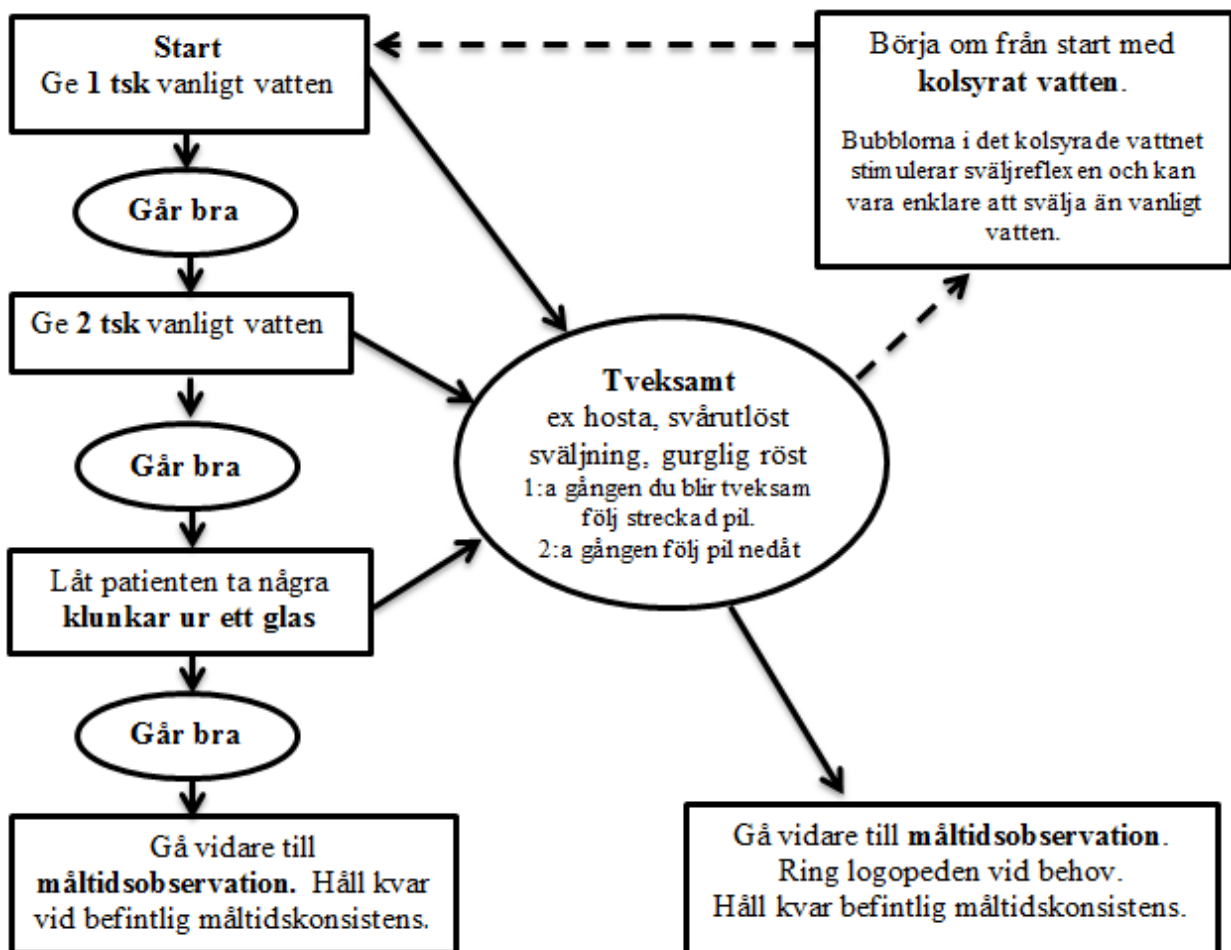 Start
Ge 1 tsk vanligt vatten
Går bra
Ge 2 tsk vanligt vatten
Går bra
Låt patienten ta några
klunkar ur ett glas
Går bra
Gå vidare till
måltidsobservation. Håll kvar
vid befintlig måltidskonsistens.
Tveksamt
ex hosta, svårutlöst
sväljning, gurglig röst
1:a gången du blir tveksam
följ streckad pil.
2:a gången följ pil nedåt
Börja om från start med
kolsyrat vatten.
Bubblorna i det kolsyrade vattnet
stimulerar sväljreflexen och kan
vara enklare att svälja än vanligt
vatten.
Gå vidare till måltidsobservation.
Ring logopeden vid behov.
Håll kvar befintlig måltidskonsistens.